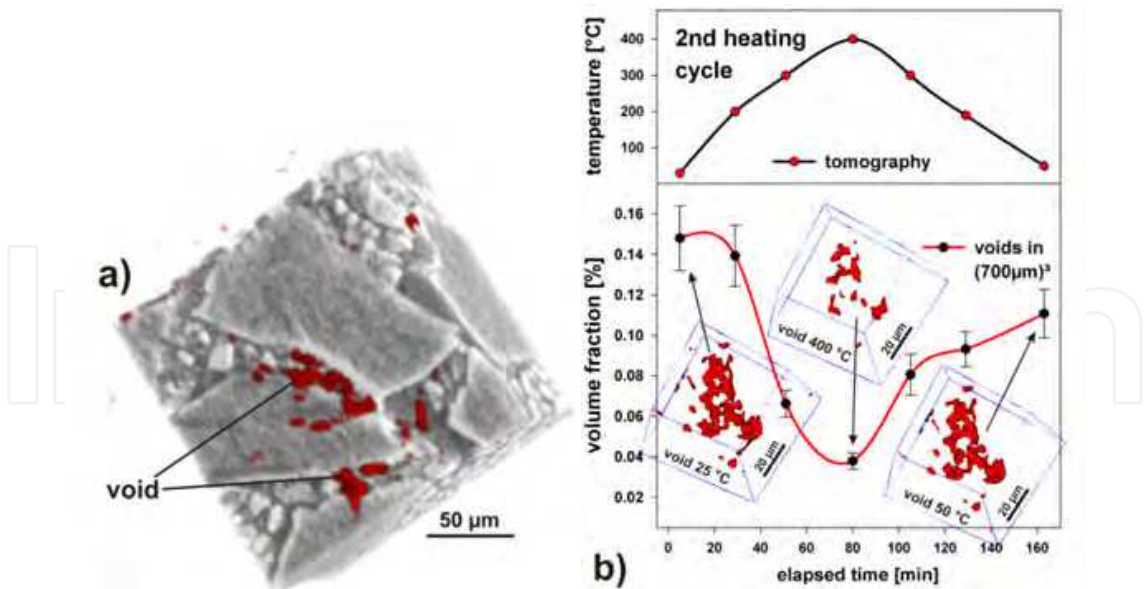 a)
void
50 µm
b)
temperature [°C]
400
300
200
100
2nd heating
cycle
tomography
volume fraction [%]
0.16
0.14
0.12
0.10
0.08
0.06
0.04
0.02
voids in
(700µm)³
void 400 °C
20 µm
void 25 °C
20 µm
void 50 °C
20 µm
0 20 40 60 80 100 120 140 160
elapsed time [min]